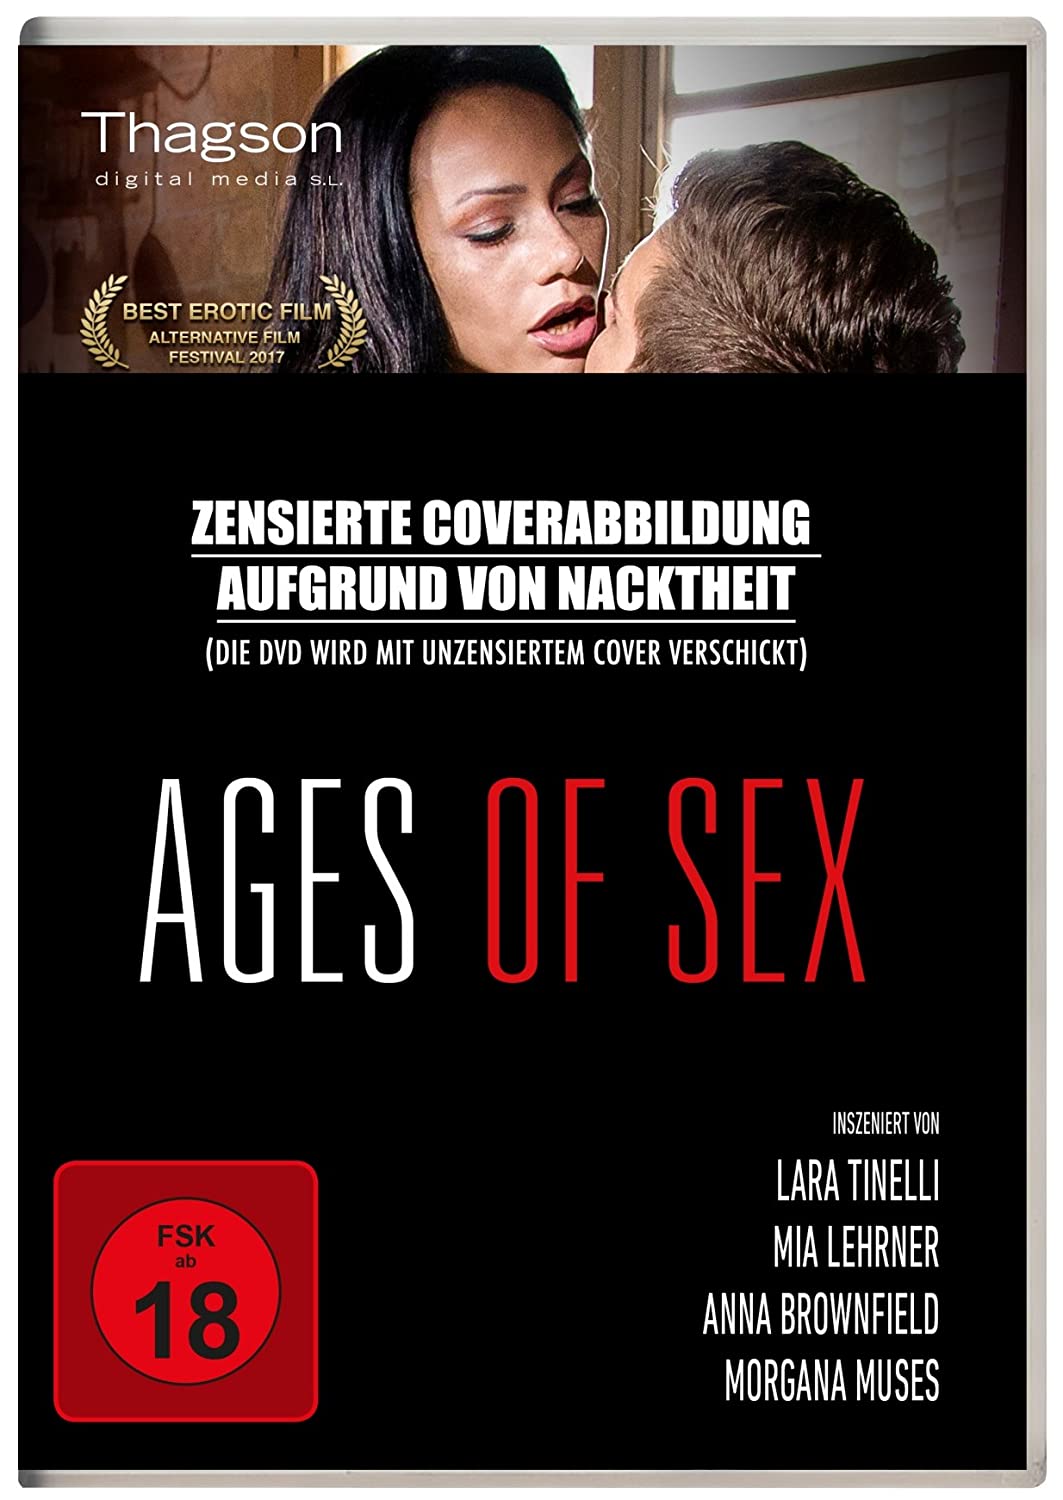 Thagson
digital media S.L.
BEST EROTIC FILM
ALTERNATIVE FILM
FESTIVAL 2017
ZENSIERTE COVERABBILDUNG
AUFGRUND VON NACKTHEIT
(DIE DVD WIRD MIT UNZENSIERTEM COVER VERSCHICKT)
AGES OF SEX
INSZENIERT VON
LARA TINELLI
MIA LEHRNER
ANNA BROWNFIELD
MORGANA MUSES
FSK
ab
18